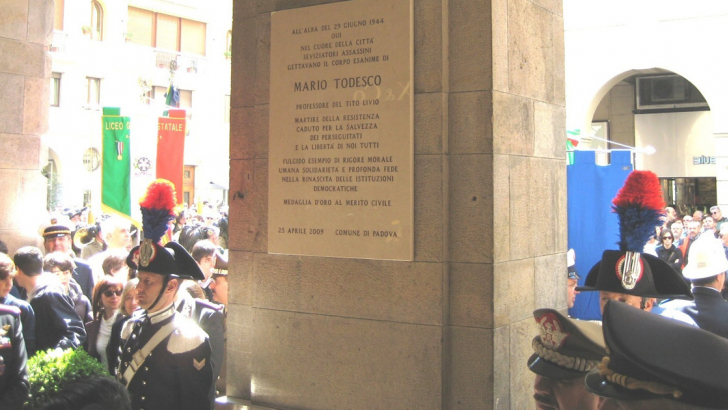 ALL'ALBA DEL 29 GIUGNO 1944
QUI
NEL CUORE DELLA CITTÀ
SEVIZIATORI ASSASSINI
GETTAVANO IL CORPO ESANIME DI
MARIO TODESCO
PROFESSORE DEL TITO LIVIO
MARTIRE DELLA RESISTENZA
CADUTO PER LA SALVEZZA
DEI PERSEGUITATI
E LA LIBERTÀ DI NOI TUTTI
FULGIDO ESEMPIO DI RIGORE MORALE
UMANA SOLIDARIETÀ E PROFONDA FEDE
NELLA RINASCITA DELLE ISTITUZIONI
DEMOCRATICHE
MEDAGLIA D'ORO AL MERITO CIVILE
25 APRILE 2009 COMUNE DI PADOVA
LICEO
STATALE